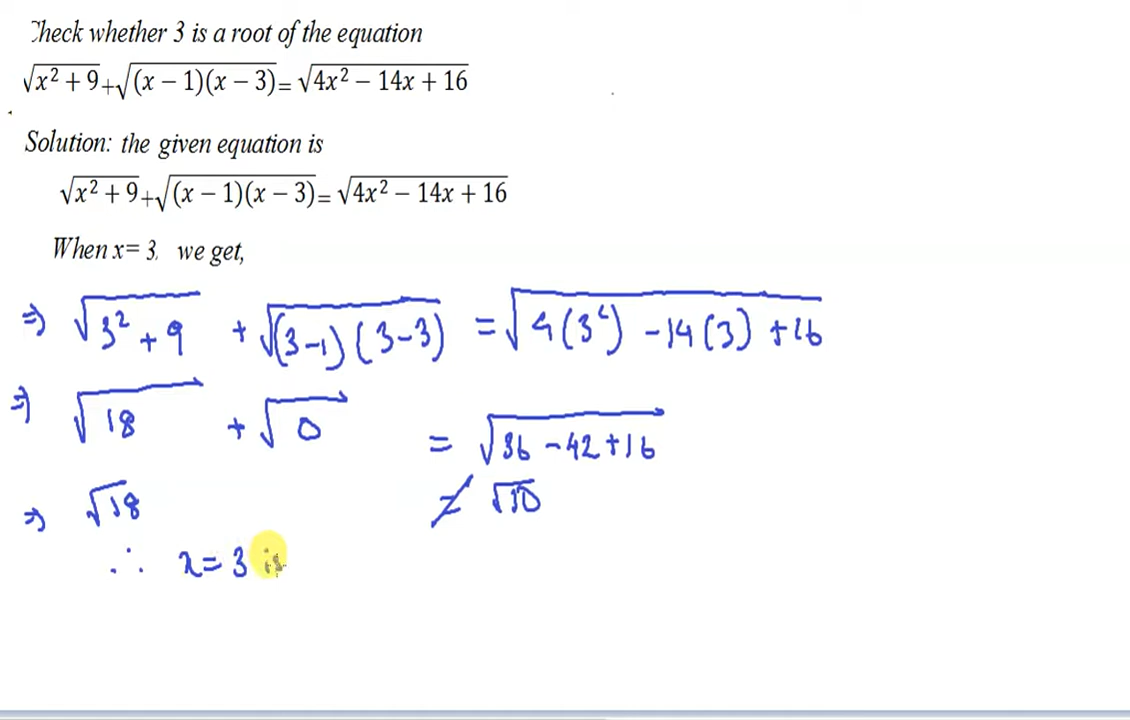 Check whether 3 is a root of the equation
√x² + 9+√(x − 1)(x − 3)= √4x² − 14x + 16
Solution: the given equation is
√x² + 9+√(x − 1)(x − 3)= √4x² − 14x + 16
When x= 3, we get,
⇒ √3² + 9 + √(3-1)(3-3) = √4(3²) -14(3) +16
⇒ √18 + √0 = √36 -42 +16
⇒ √18 ≠ √10
∴ x=3 is